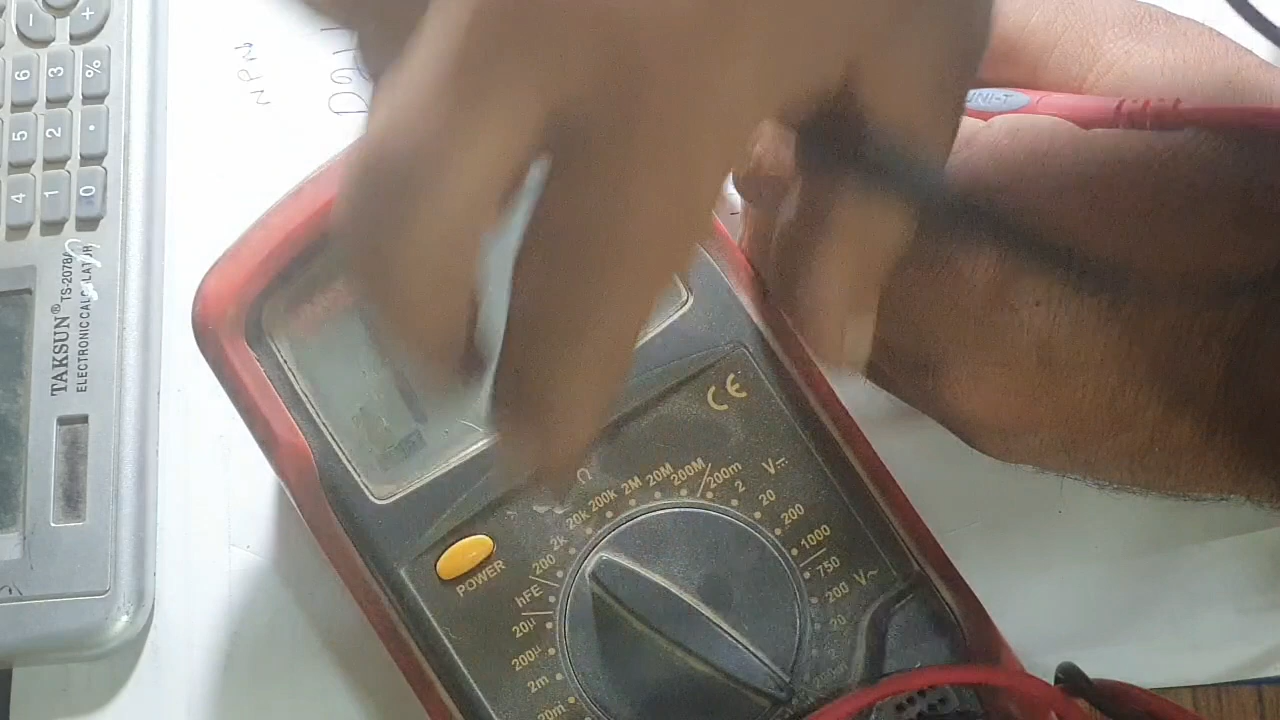 NPN
+
-
6
3
%
5
2
.
4
1
0
TAKSUN®
TS-2078A
ELECTRONIC CALCULATOR
UNI-T
CE
POWER
Ω
200
2k
20k
200k
2M
20M
200M
200m
2
20
200
1000
V⎓
750
200
20
V~
hFE
20μ
200μ
2m
20m